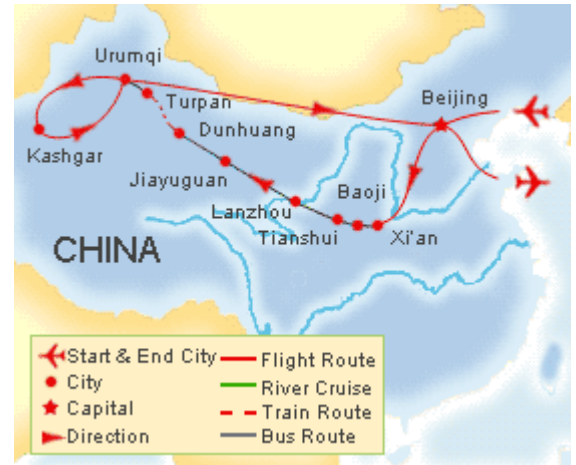 Urumqi
Beijing
Turpan
Dunhuang
Kashgar
Jiayuguan
Baoji
Lanzhou
Tianshui
Xi'an
CHINA
Start & End City
Flight Route
City
River Cruise
Capital
Train Route
Direction
Bus Route